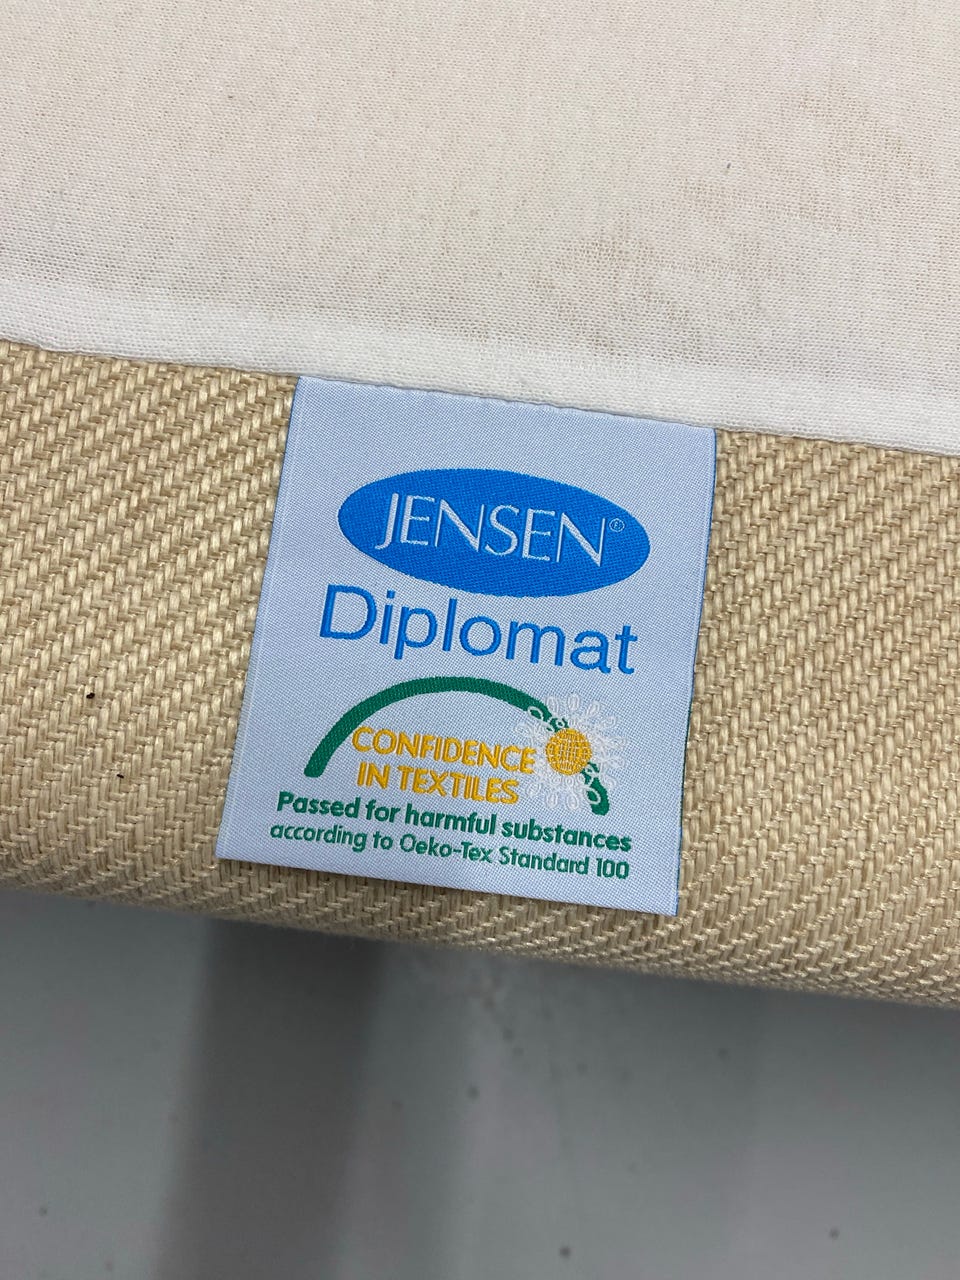 JENSEN®
Diplomat
CONFIDENCE
IN TEXTILES
Passed for harmful substances
according to Oeko-Tex Standard 100